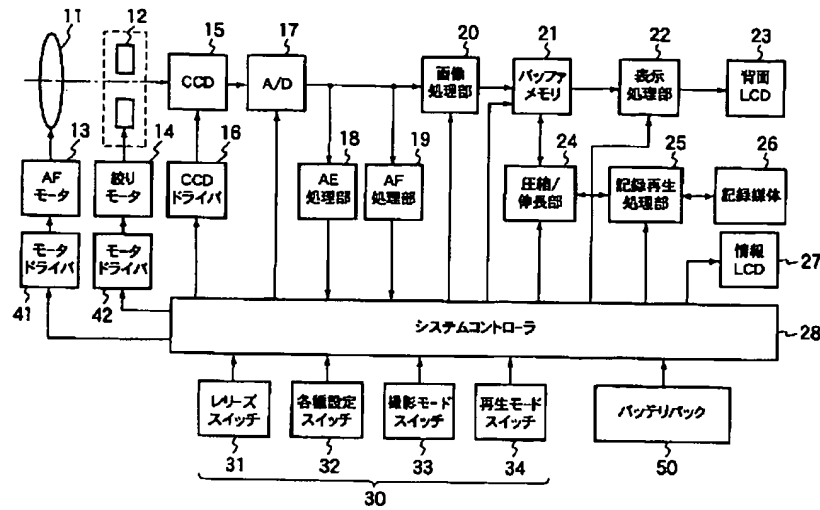 11
12
15
17
20
21
22
23
CCD
A/D
画像
処理部
バッファ
メモリ
表示
処理部
背面
LCD
13
14
16
18
19
24
25
26
AF
モータ
絞り
モータ
CCD
ドライバ
AE
処理部
AF
処理部
圧縮/
伸長部
記録再生
処理部
記録媒体
モータ
ドライバ
モータ
ドライバ
情報
LCD
27
41
42
システムコントローラ
28
レリーズ
スイッチ
各種設定
スイッチ
撮影モード
スイッチ
再生モード
スイッチ
バッテリパック
31
32
33
34
50
30